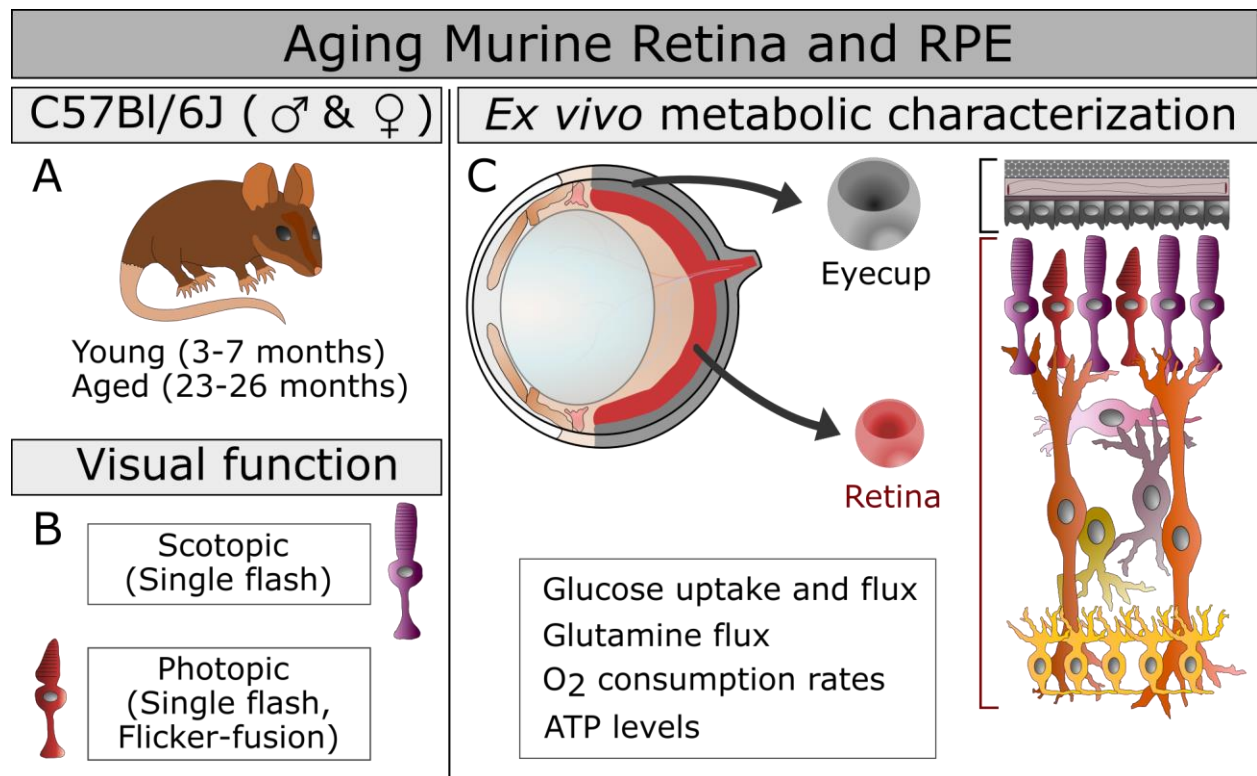 Aging Murine Retina and RPE
C57Bl/6J ( ♂ & ♀ )
A
Young (3-7 months)
Aged (23-26 months)
Visual function
B
Scotopic
(Single flash)
Photopic
(Single flash,
Flicker-fusion)
Ex vivo metabolic characterization
C
Eyecup
Retina
Glucose uptake and flux
Glutamine flux
O2 consumption rates
ATP levels